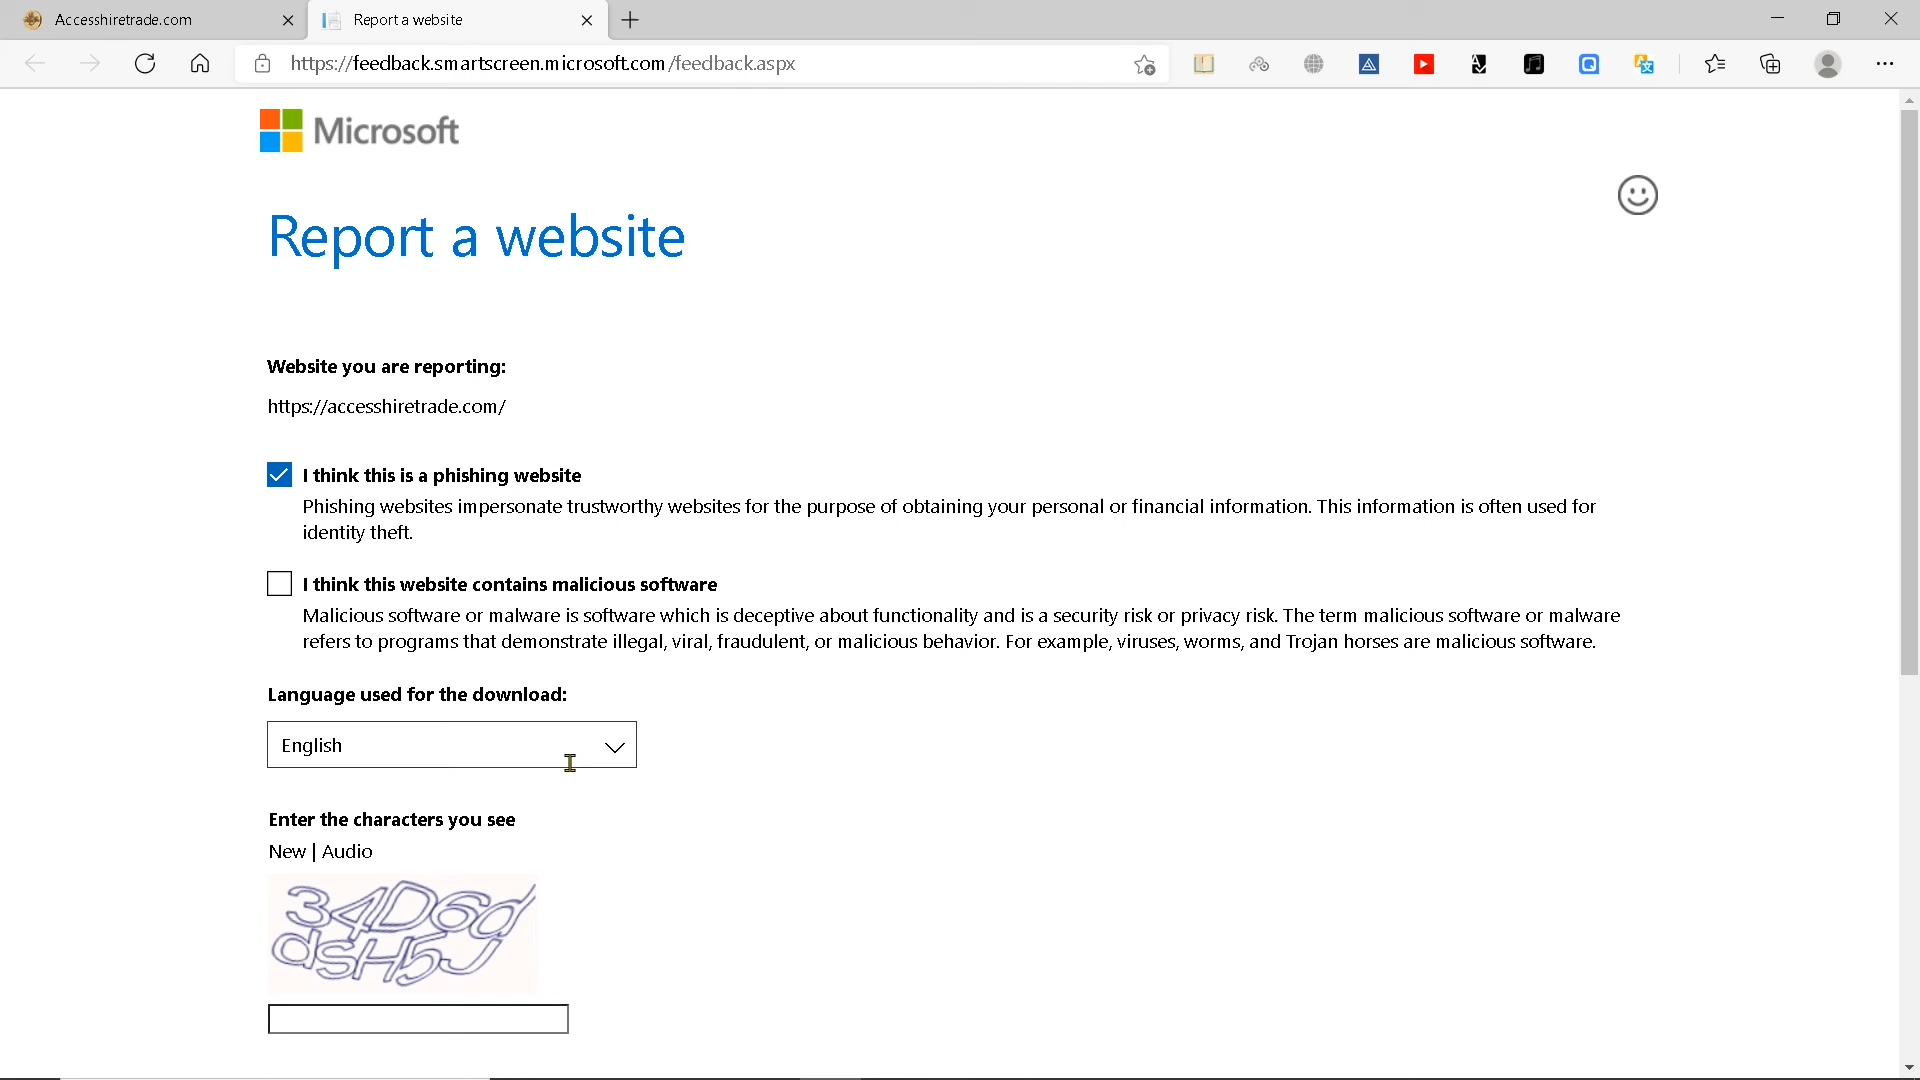 Accesshiretrade.com
Report a website
https://feedback.smartscreen.microsoft.com/feedback.aspx
Microsoft
Report a website
Website you are reporting:
https://accesshiretrade.com/
I think this is a phishing website
Phishing websites impersonate trustworthy websites for the purpose of obtaining your personal or financial information. This information is often used for
identity theft.
I think this website contains malicious software
Malicious software or malware is software which is deceptive about functionality and is a security risk or privacy risk. The term malicious software or malware
refers to programs that demonstrate illegal, viral, fraudulent, or malicious behavior. For example, viruses, worms, and Trojan horses are malicious software.
Language used for the download:
English
Enter the characters you see
New | Audio